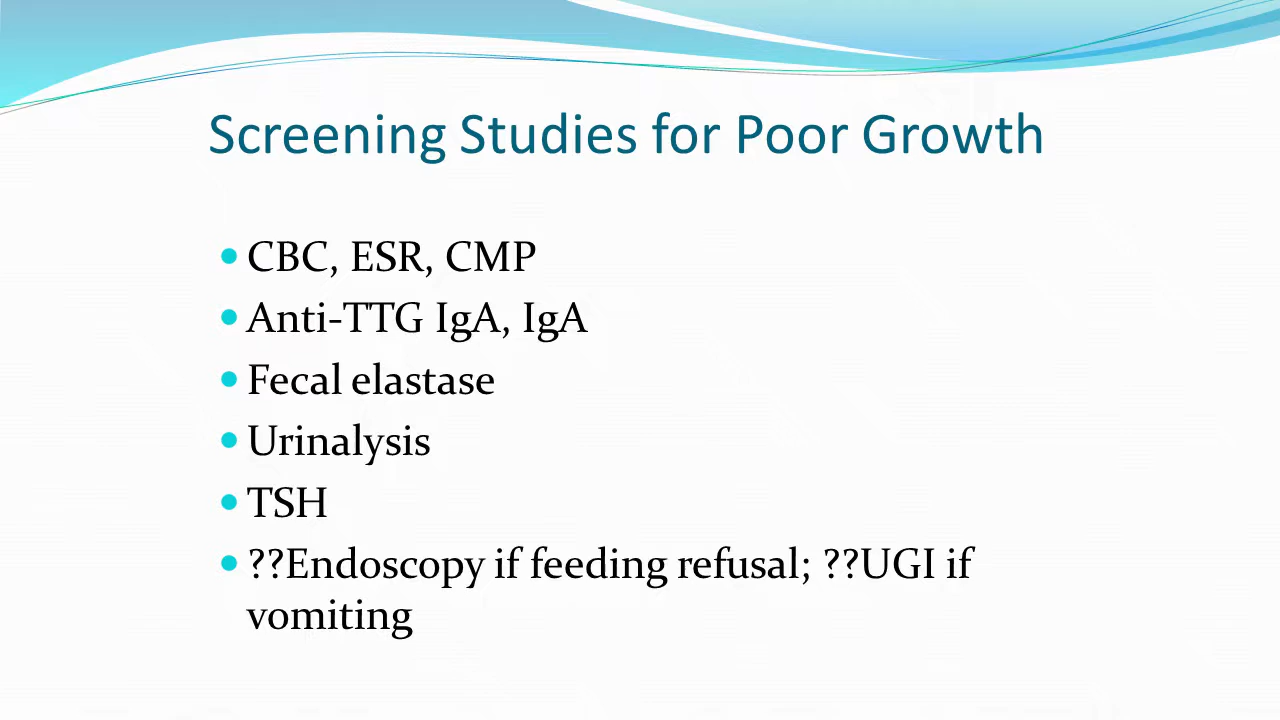 Screening Studies for Poor Growth
• CBC, ESR, CMP
• Anti-TTG IgA, IgA
• Fecal elastase
• Urinalysis
• TSH
• ??Endoscopy if feeding refusal; ??UGI if
vomiting